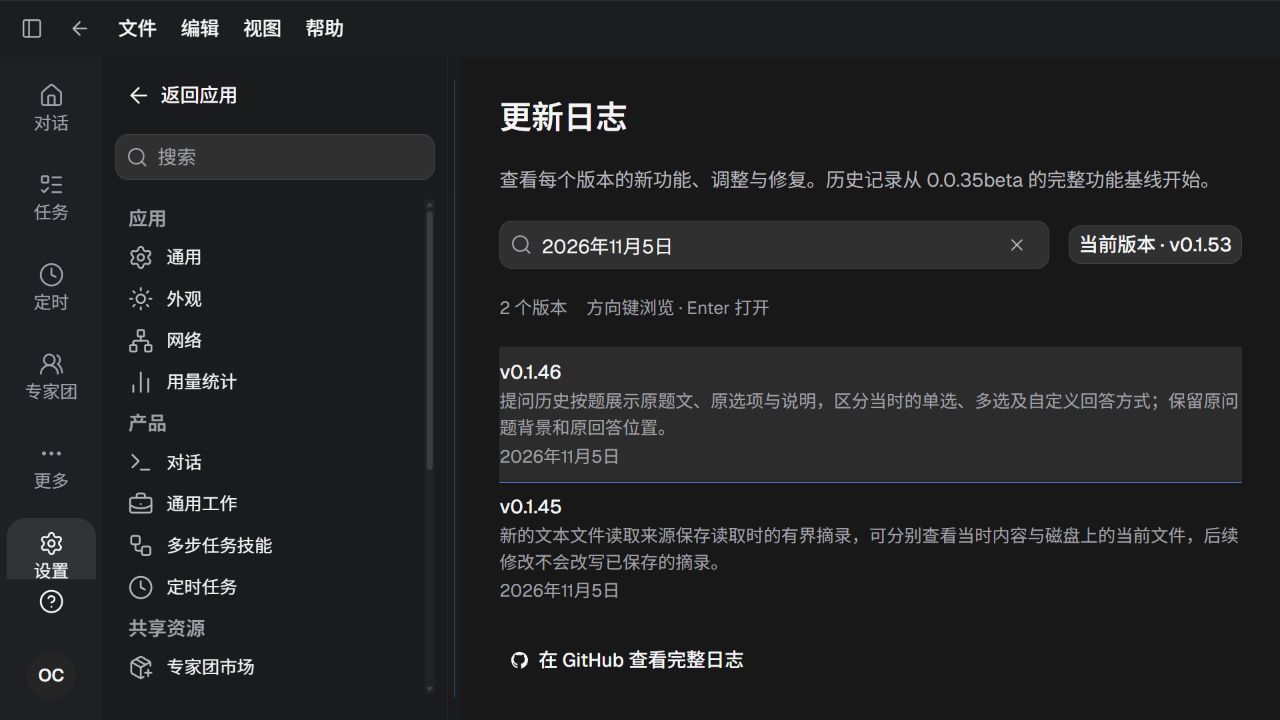 文件 编辑 视图 帮助
对话
任务
定时
专家团
更多
设置
OC
返回应用
搜索
应用
通用
外观
网络
用量统计
产品
对话
通用工作
多步任务技能
定时任务
共享资源
专家团市场
更新日志
查看每个版本的新功能、调整与修复。历史记录从 0.0.35beta 的完整功能基线开始。
2026年11月5日
当前版本 · v0.1.53
2 个版本 方向键浏览 · Enter 打开
v0.1.46
提问历史按题展示原题文、原选项与说明，区分当时的单选、多选及自定义回答方式；保留原问
题背景和原回答位置。
2026年11月5日
v0.1.45
新的文本文件读取来源保存读取时的有界摘录，可分别查看当时内容与磁盘上的当前文件，后续
修改不会改写已保存的摘录。
2026年11月5日
在 GitHub 查看完整日志